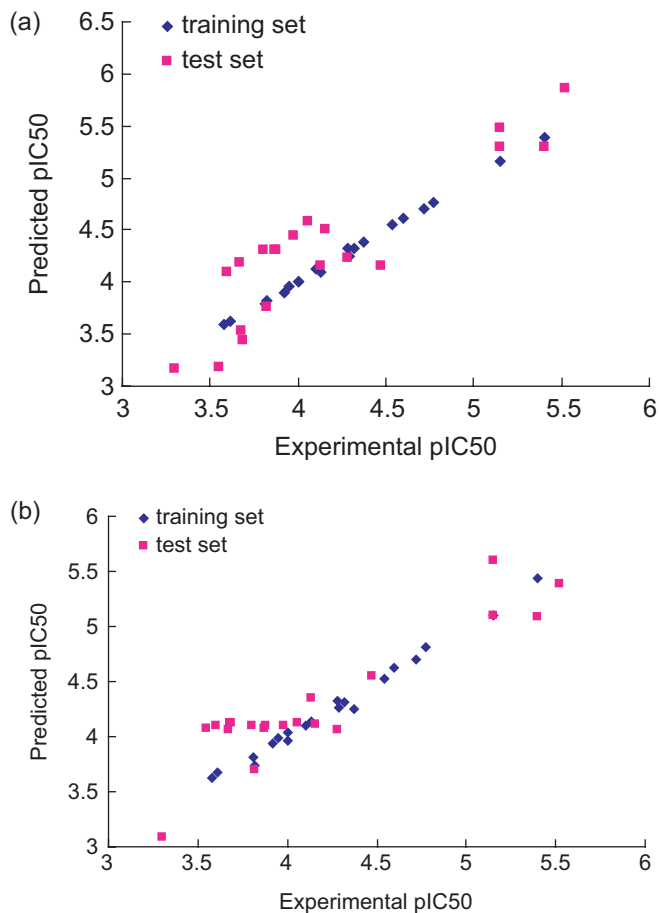 (a)
training set
test set
6.5
6
5.5
5
4.5
4
3.5
3
Predicted pIC50
3 3.5 4 4.5 5 5.5 6
Experimental pIC50
(b)
training set
test set
6
5.5
5
4.5
4
3.5
3
Predicted pIC50
3 3.5 4 4.5 5 5.5 6
Experimental pIC50